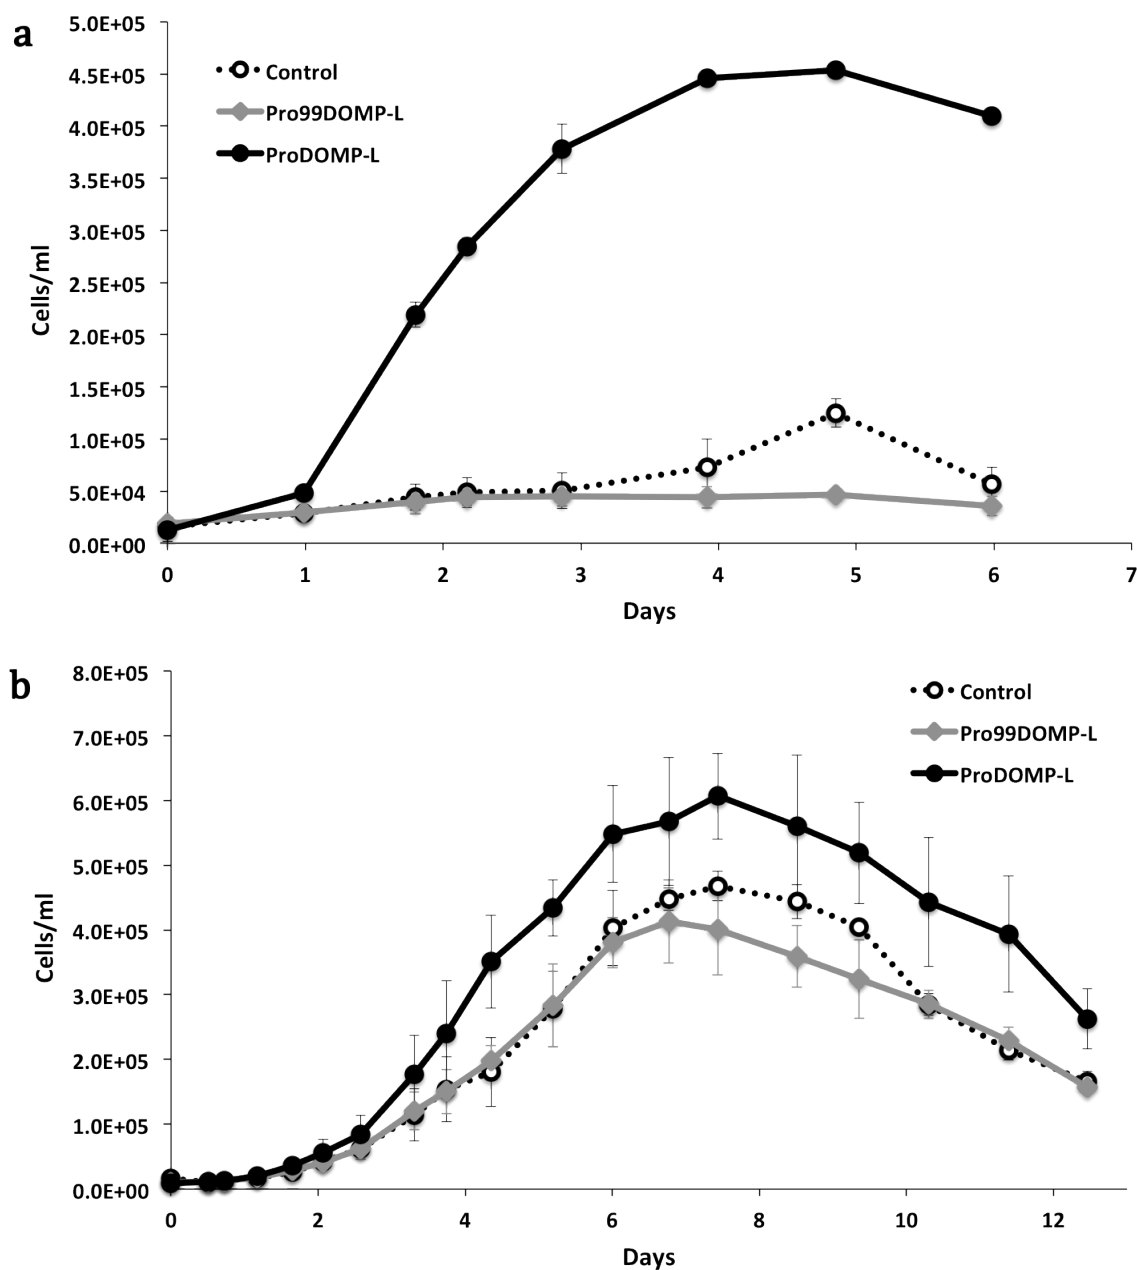 a
5.0E+05
4.5E+05
4.0E+05
3.5E+05
3.0E+05
2.5E+05
2.0E+05
1.5E+05
1.0E+05
5.0E+04
0.0E+00
Cells/ml
Control
Pro99DOMP-L
ProDOMP-L
0 1 2 3 4 5 6 7
Days
b
8.0E+05
7.0E+05
6.0E+05
5.0E+05
4.0E+05
3.0E+05
2.0E+05
1.0E+05
0.0E+00
Cells/ml
Control
Pro99DOMP-L
ProDOMP-L
0 2 4 6 8 10 12
Days